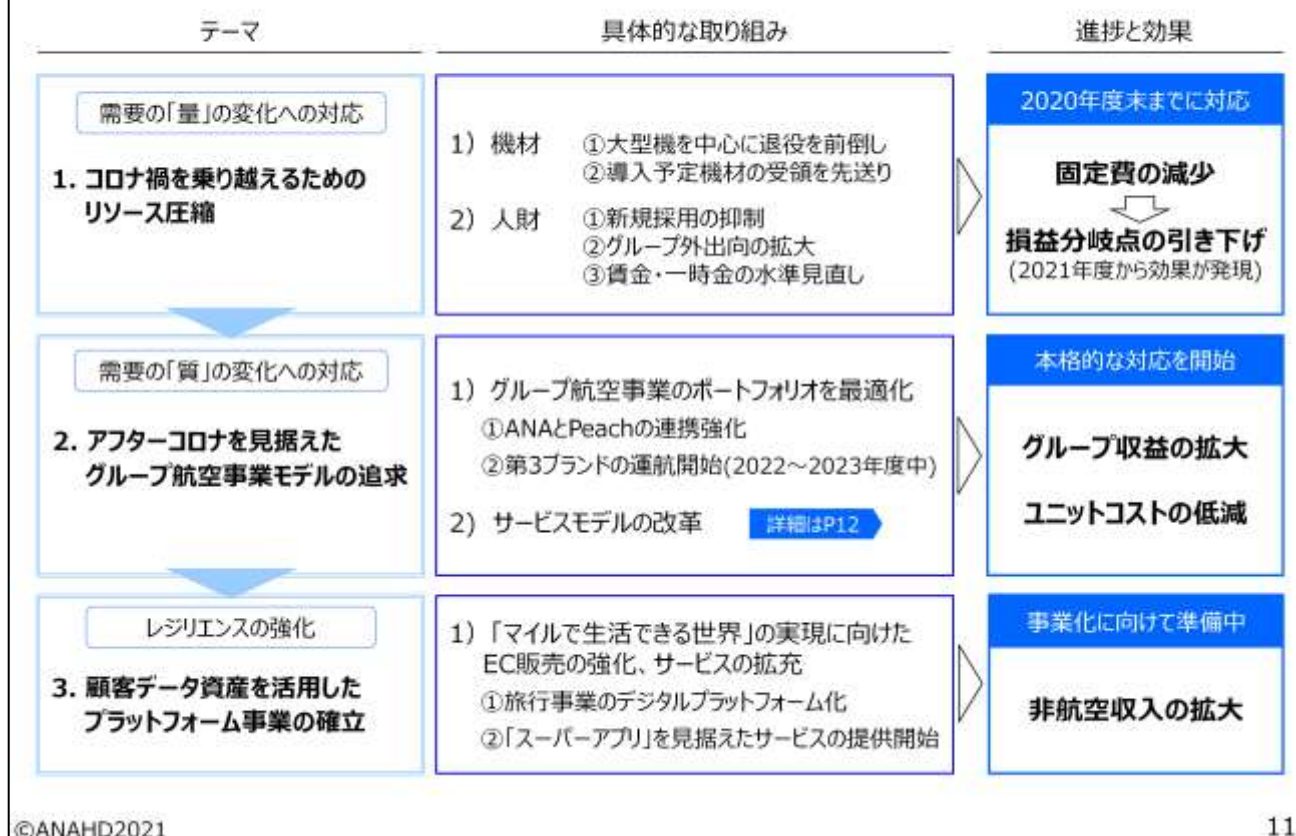 テーマ
具体的な取り組み
進捗と効果
需要の「量」の変化への対応
1. コロナ禍を乗り越えるための
リソース圧縮
1) 機材 ①大型機を中心に退役を前倒し
②導入予定機材の受領を先送り
2) 人財 ①新規採用の抑制
②グループ外出向の拡大
③賃金・一時金の水準見直し
2020年度末までに対応
固定費の減少
損益分岐点の引き下げ
(2021年度から効果が発現)
需要の「質」の変化への対応
2. アフターコロナを見据えた
グループ航空事業モデルの追求
1) グループ航空事業のポートフォリオを最適化
①ANAとPeachの連携強化
②第3ブランドの運航開始(2022～2023年度中)
2) サービスモデルの改革 詳細はP12
本格的な対応を開始
グループ収益の拡大
ユニットコストの低減
レジリエンスの強化
3. 顧客データ資産を活用した
プラットフォーム事業の確立
1)「マイルで生活できる世界」の実現に向けた
EC販売の強化、サービスの拡充
①旅行事業のデジタルプラットフォーム化
②「スーパーアプリ」を見据えたサービスの提供開始
事業化に向けて準備中
非航空収入の拡大
©ANAHD2021
11